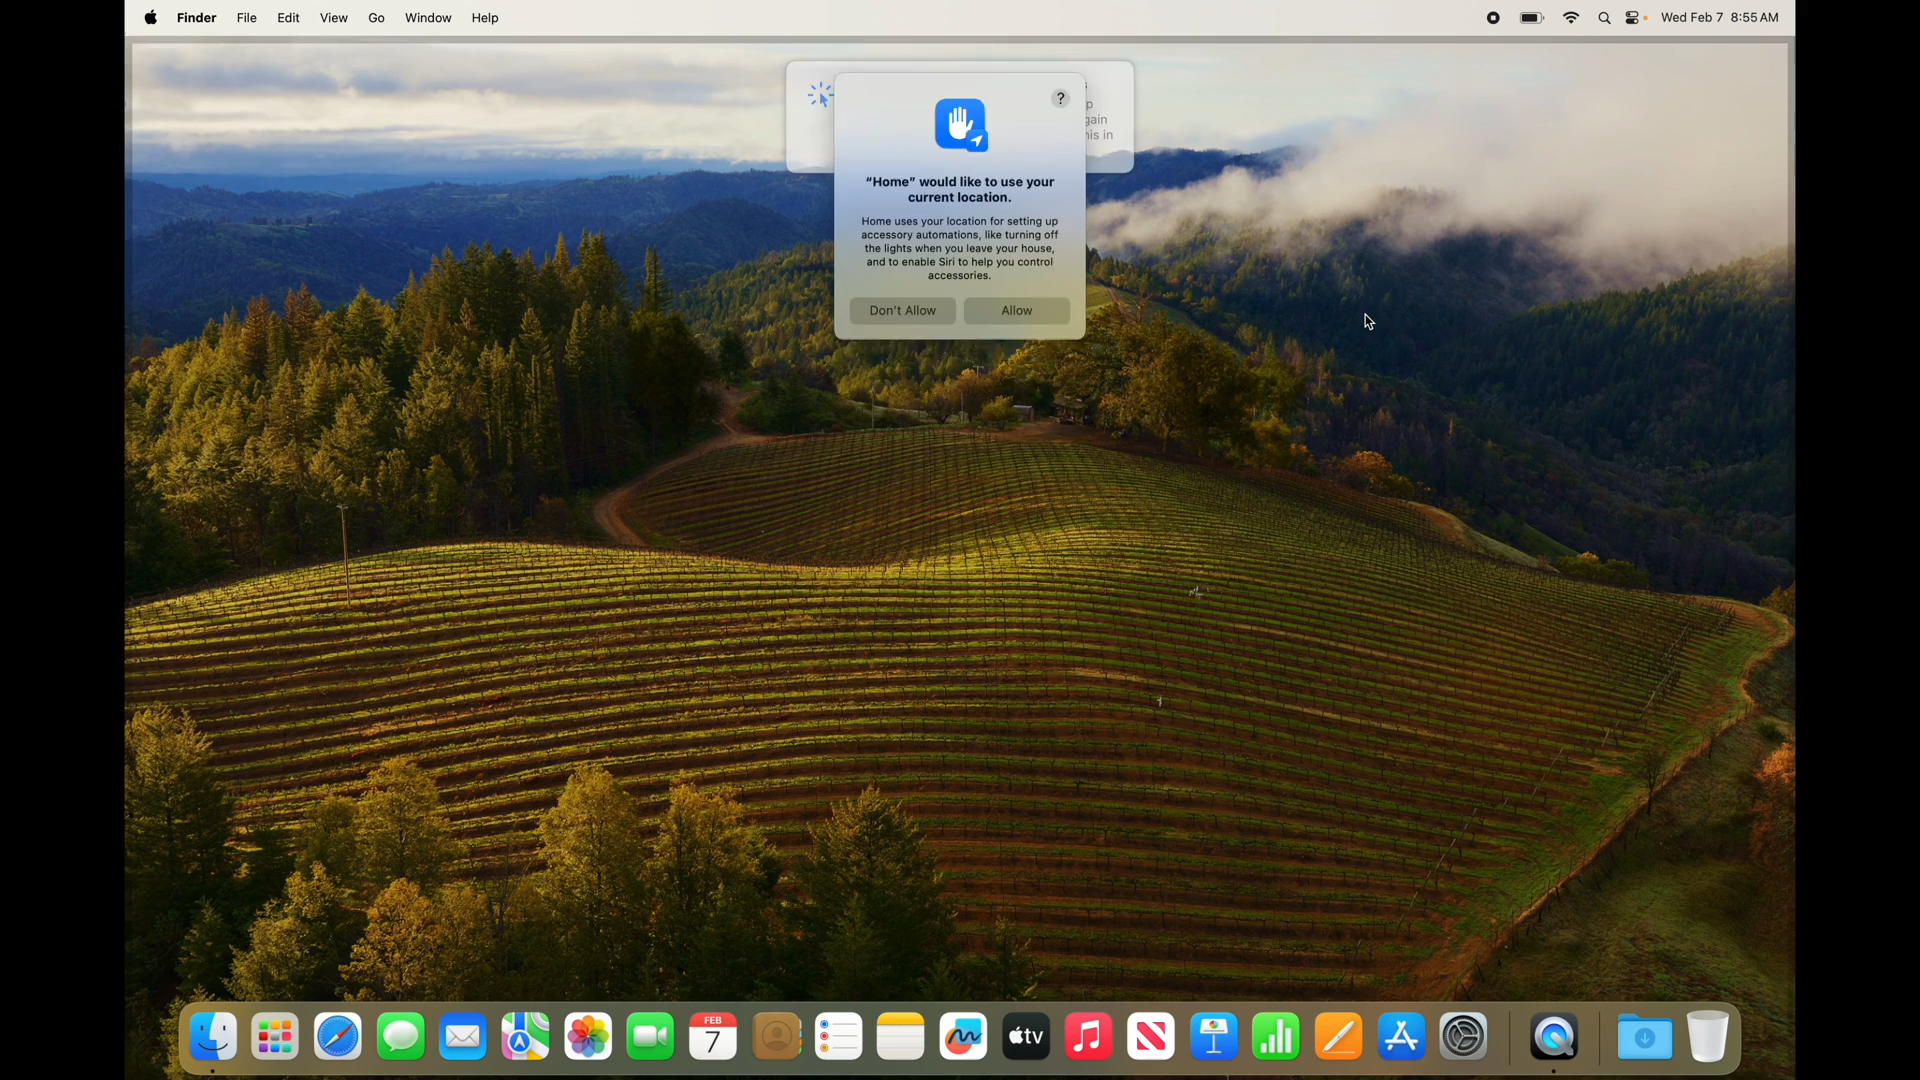 Finder File Edit View Go Window Help Wed Feb 7 8:55 AM
?
p
gain
his in
“Home” would like to use your
current location.
Home uses your location for setting up
accessory automations, like turning off
the lights when you leave your house,
and to enable Siri to help you control
accessories.
Don't Allow Allow
FEB
7
tv